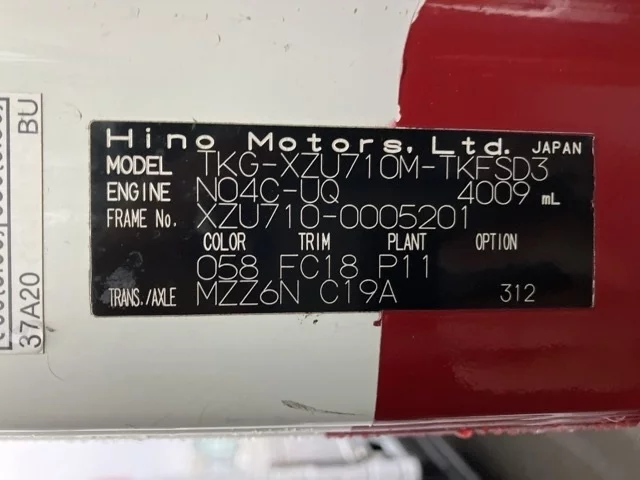 Hino Motors, Ltd. JAPAN
MODEL TKG-XZU710M-TKFSD3
ENGINE N04C-UQ 4009 mL
FRAME No. XZU710-0005201
COLOR TRIM PLANT OPTION
058 FC18 P11
TRANS./AXLE MZZ6N C19A 312
37A20 BU